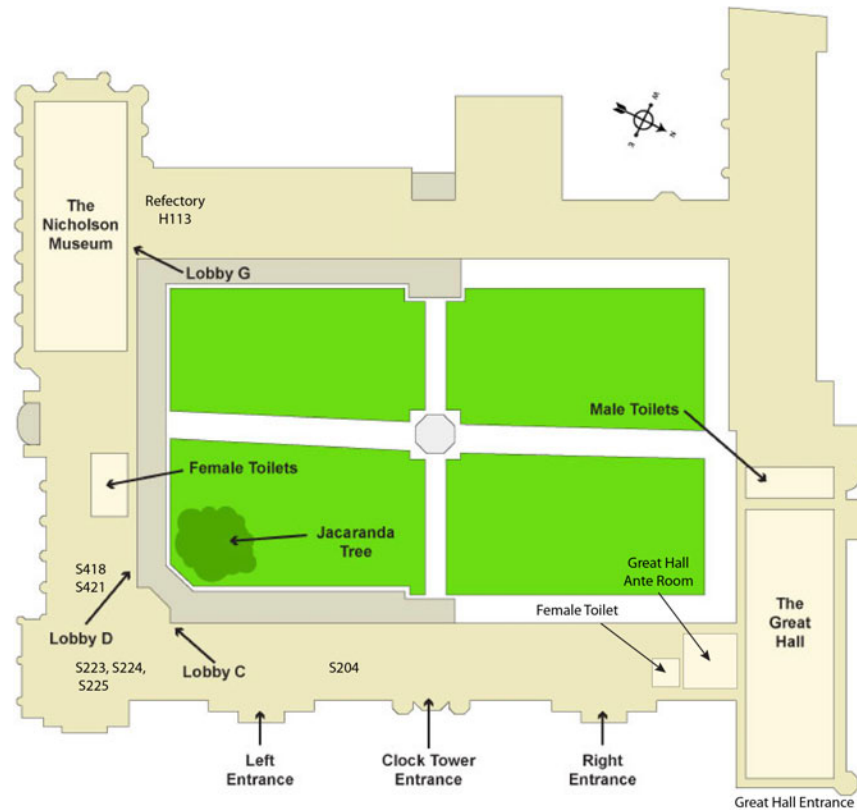 W
N
E
S
The
Nicholson
Museum
Refectory
H113
Lobby G
Male Toilets
Female Toilets
Jacaranda
Tree
S418
S421
Great Hall
Ante Room
Female Toilet
The
Great
Hall
Lobby D
Lobby C
S223, S224,
S225
S204
Left
Entrance
Clock Tower
Entrance
Right
Entrance
Great Hall Entrance